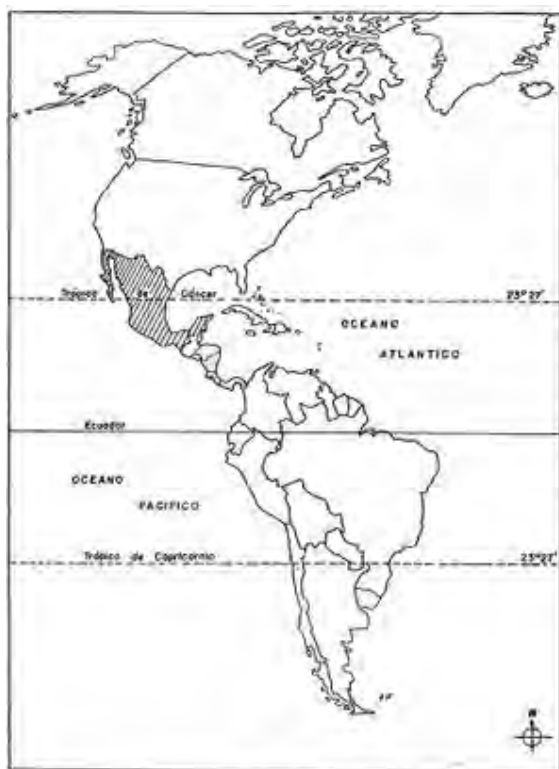 Trópico de Cáncer 23° 27'
OCEANO
ATLANTICO
Ecuador
OCEANO
PACIFICO
Trópico de Capricornio 23° 27'
N